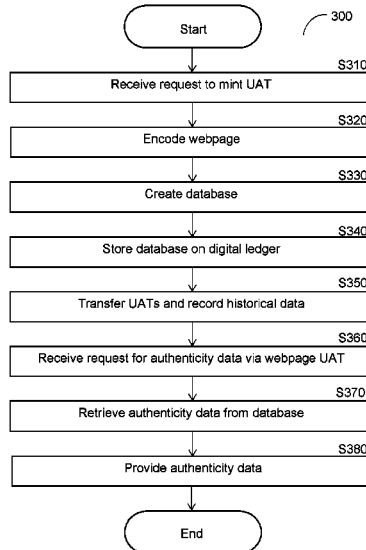 Start
300
S310
Receive request to mint UAT
S320
Encode webpage
S330
Create database
S340
Store database on digital ledger
S350
Transfer UATs and record historical data
S360
Receive request for authenticity data via webpage UAT
S370
Retrieve authenticity data from database
S380
Provide authenticity data
End